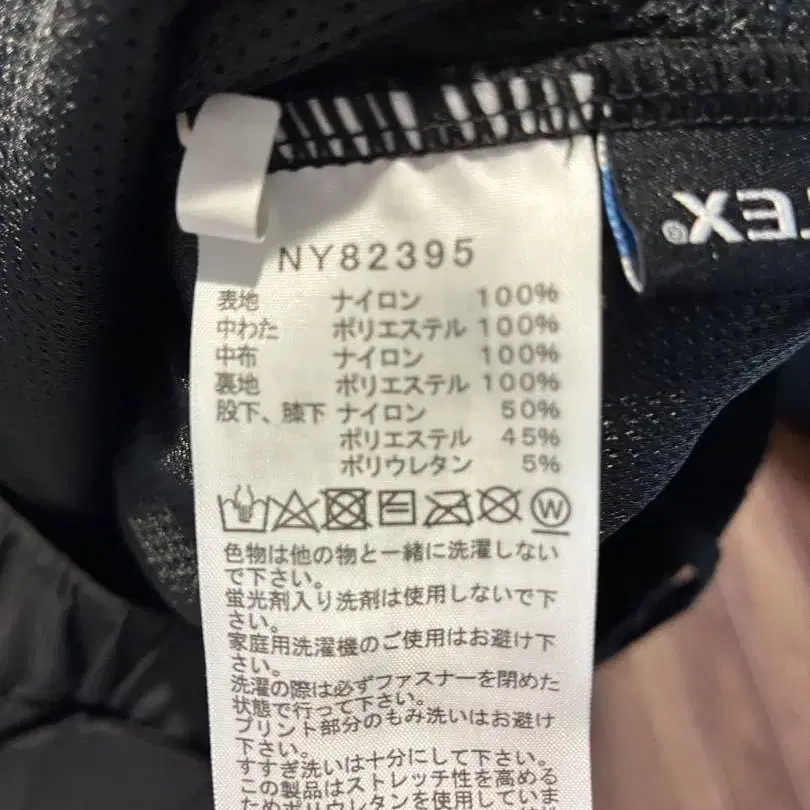 NY82395
表地 ナイロン 100%
中わた ポリエステル 100%
中布 ナイロン 100%
裏地 ポリエステル 100%
股下、膝下 ナイロン 50%
ポリエステル 45%
ポリウレタン 5%
W
色物は他の物と一緒に洗濯しない
で下さい。
蛍光剤入り洗剤は使用しないで下
さい。
家庭用洗濯機のご使用はお避け下
さい。
洗濯の際は必ずファスナーを閉めた
状態で行って下さい。
プリント部分のもみ洗いはお避け
下さい。
すすぎ洗いは十分にして下さい。
この製品はストレッチ性を高める
ためポリウレタンを使用していま
TEX®